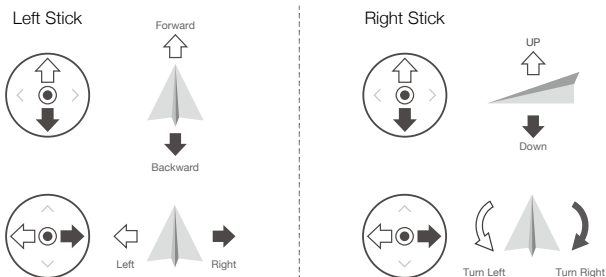 Left Stick
Forward
Backward
Left
Right
Right Stick
UP
Down
Turn Left
Turn Right